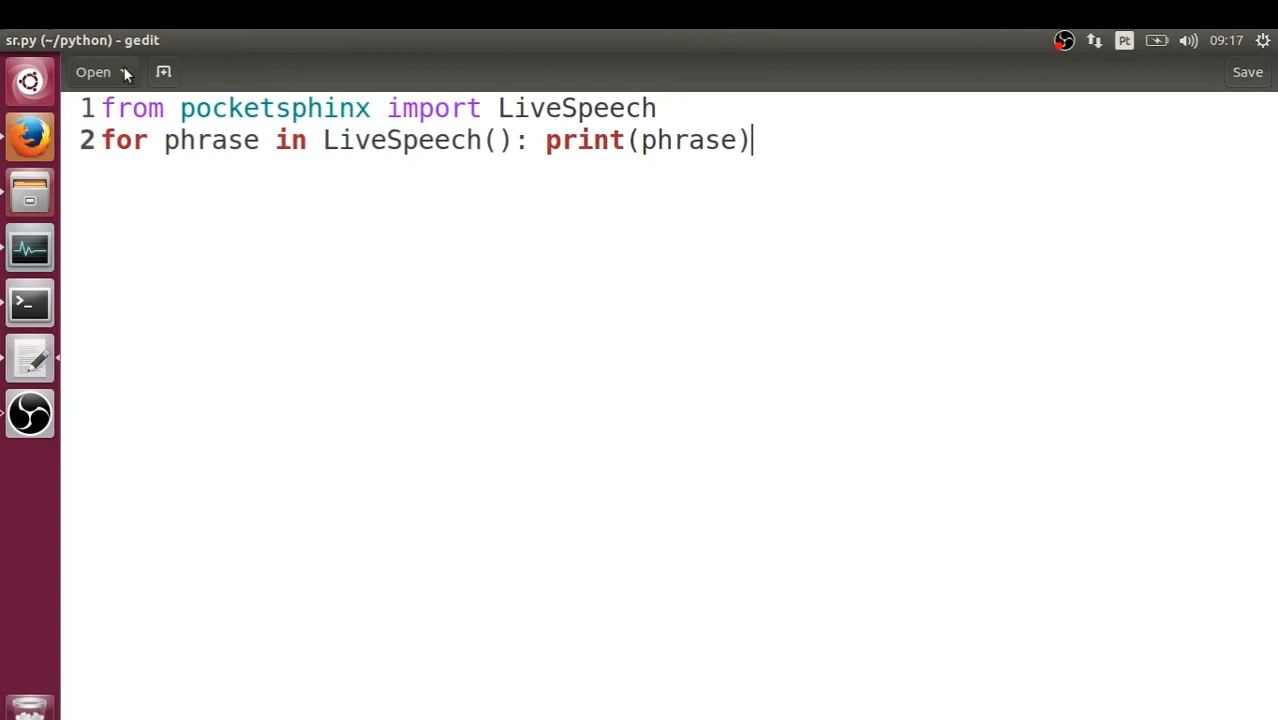 sr.py (~/python) - gedit
Pt
09:17
Open
Save
1 from pocketsphinx import LiveSpeech
2 for phrase in LiveSpeech(): print(phrase)
>_